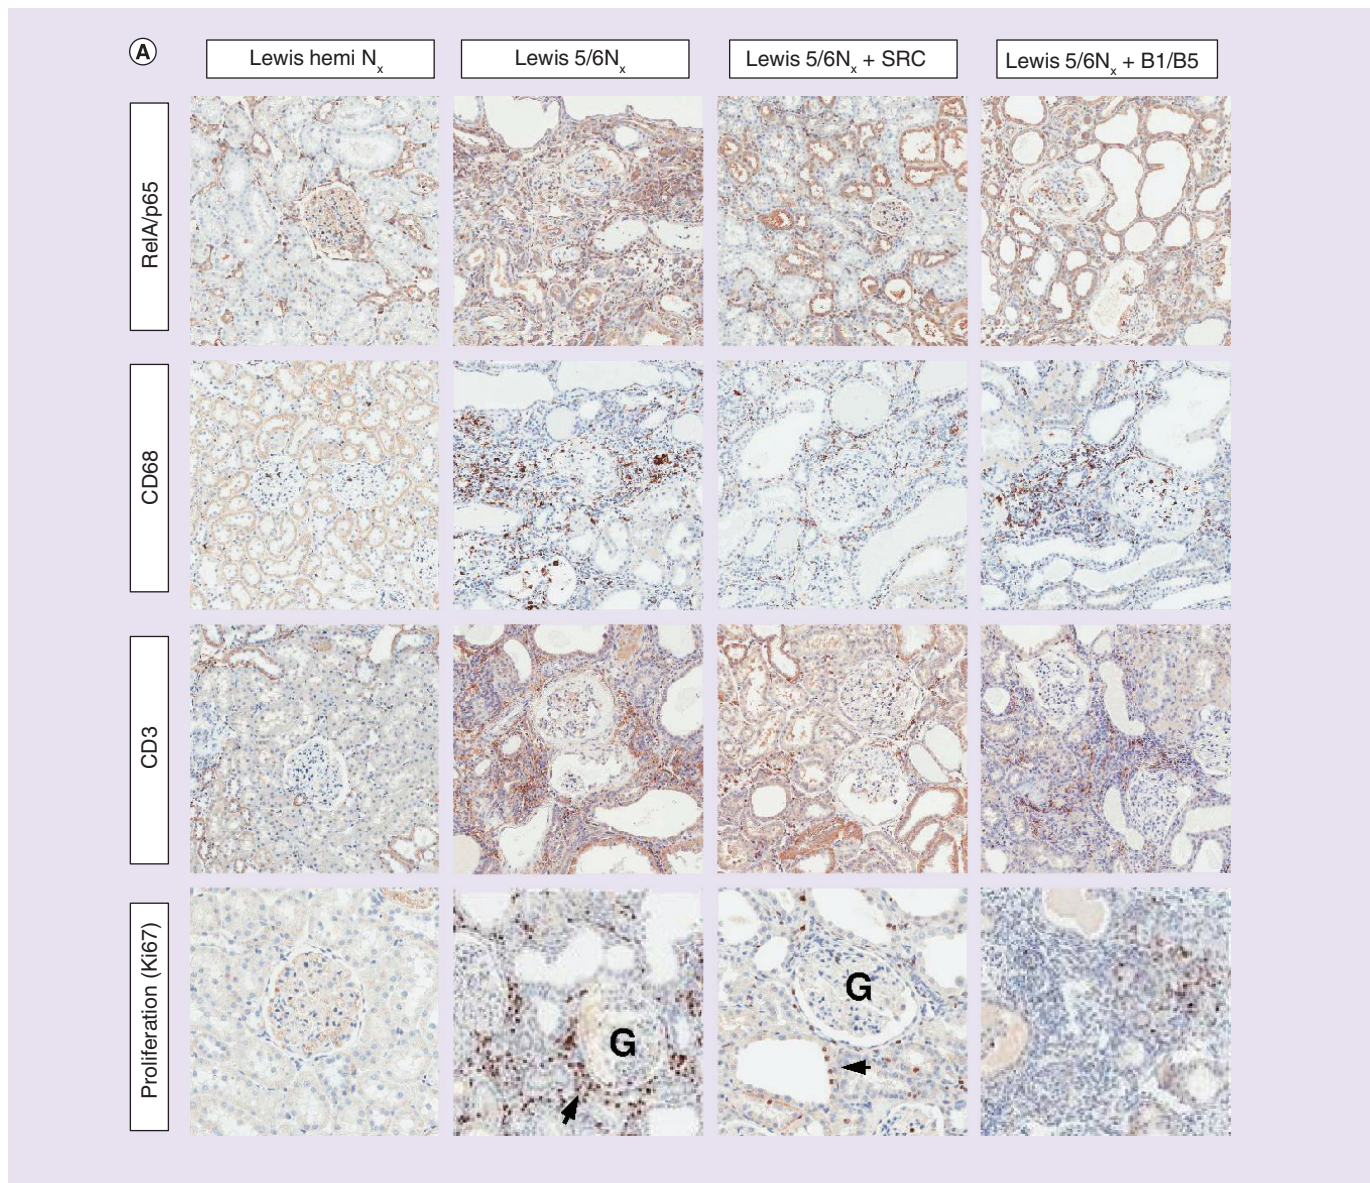 A
Lewis hemi Nx
Lewis 5/6Nx
Lewis 5/6Nx + SRC
Lewis 5/6Nx + B1/B5
RelA/p65
CD68
CD3
Proliferation (Ki67)
G
G